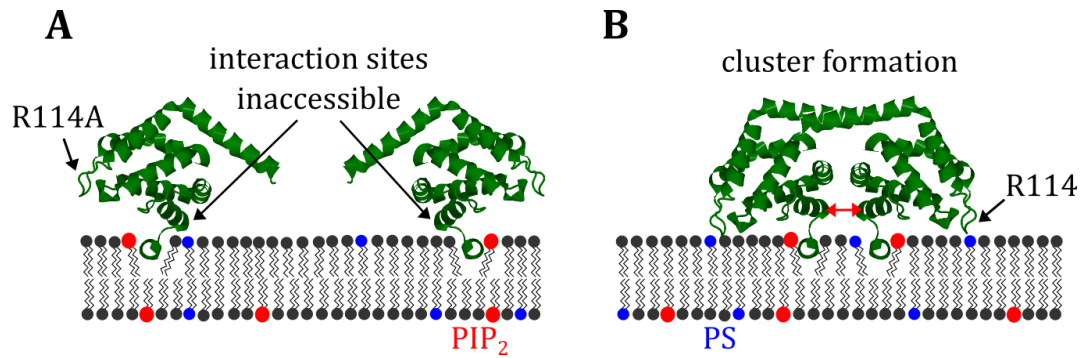 A
interaction sites
inaccessible
R114A
PIP₂
B
cluster formation
R114
PS